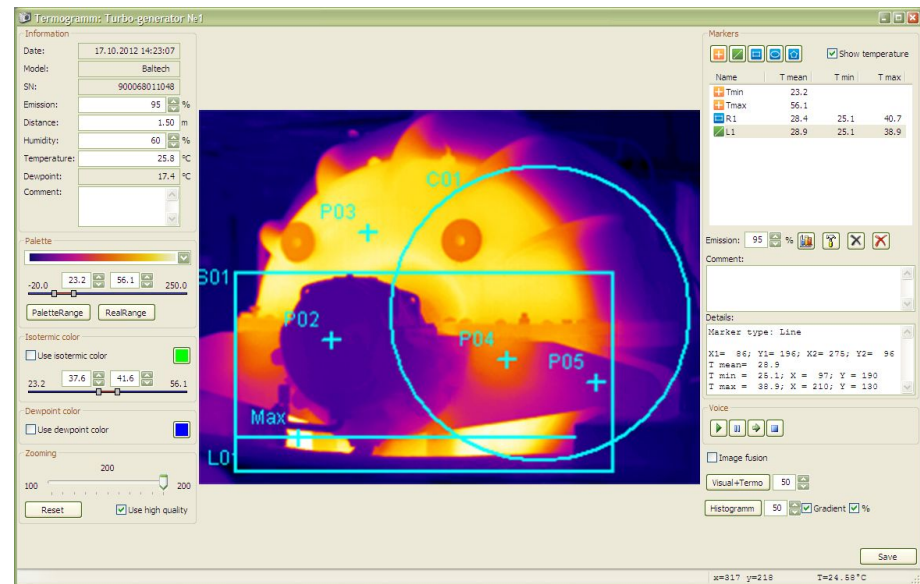 Termogramm: Turbo-generator №1
Information
Date: 17.10.2012 14:23:07
Model: Baltech
SN: 900068011048
Emission: 95 %
Distance: 1.50 m
Humidity: 60 %
Temperature: 25.8 °C
Dewpoint: 17.4 °C
Comment:
Palette
-20.0 23.2 56.1 250.0
PaletteRange RealRange
Isotermic color
Use isotermic color
23.2 37.6 41.6 56.1
Dewpoint color
Use dewpoint color
Zooming
200
100 200
Reset Use high quality
C01
P03
S01
P02
P04
P05
Max
L01
Markers
Show temperature
Name T mean T min T max
Tmin 23.2
Tmax 56.1
R1 28.4 25.1 40.7
L1 28.9 25.1 38.9
Emission: 95 %
Comment:
Details:
Marker type: Line
X1= 86; Y1= 196; X2= 275; Y2= 96
T mean= 28.9
T min = 25.1; X = 97; Y = 190
T max = 38.9; X = 210; Y = 130
Voice
Image fusion
Visual+Termo 50
Histogramm 50 Gradient %
Save
x=317 y=218 T=24.58°C